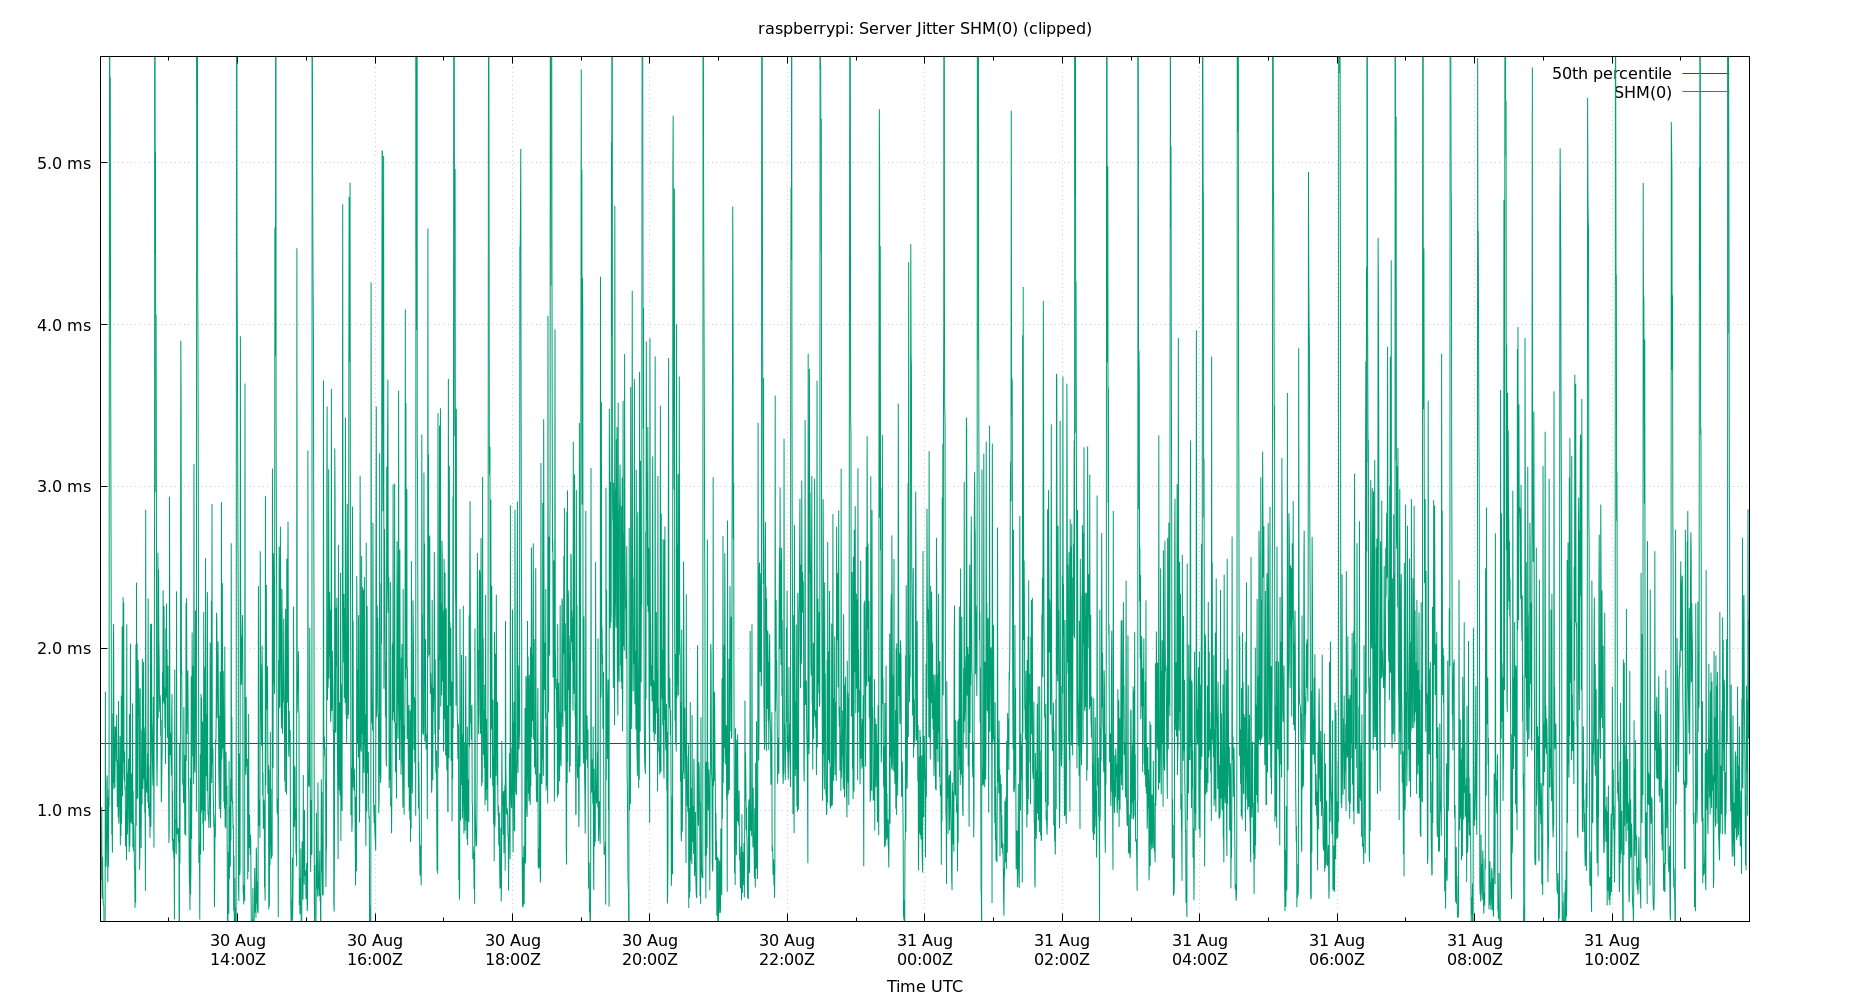 raspberrypi: Server Jitter SHM(0) (clipped)
50th percentile
SHM(0)
5.0 ms
4.0 ms
3.0 ms
2.0 ms
1.0 ms
30 Aug 30 Aug 30 Aug 30 Aug 30 Aug 31 Aug 31 Aug 31 Aug 31 Aug 31 Aug 31 Aug
14:00Z 16:00Z 18:00Z 20:00Z 22:00Z 00:00Z 02:00Z 04:00Z 06:00Z 08:00Z 10:00Z
Time UTC